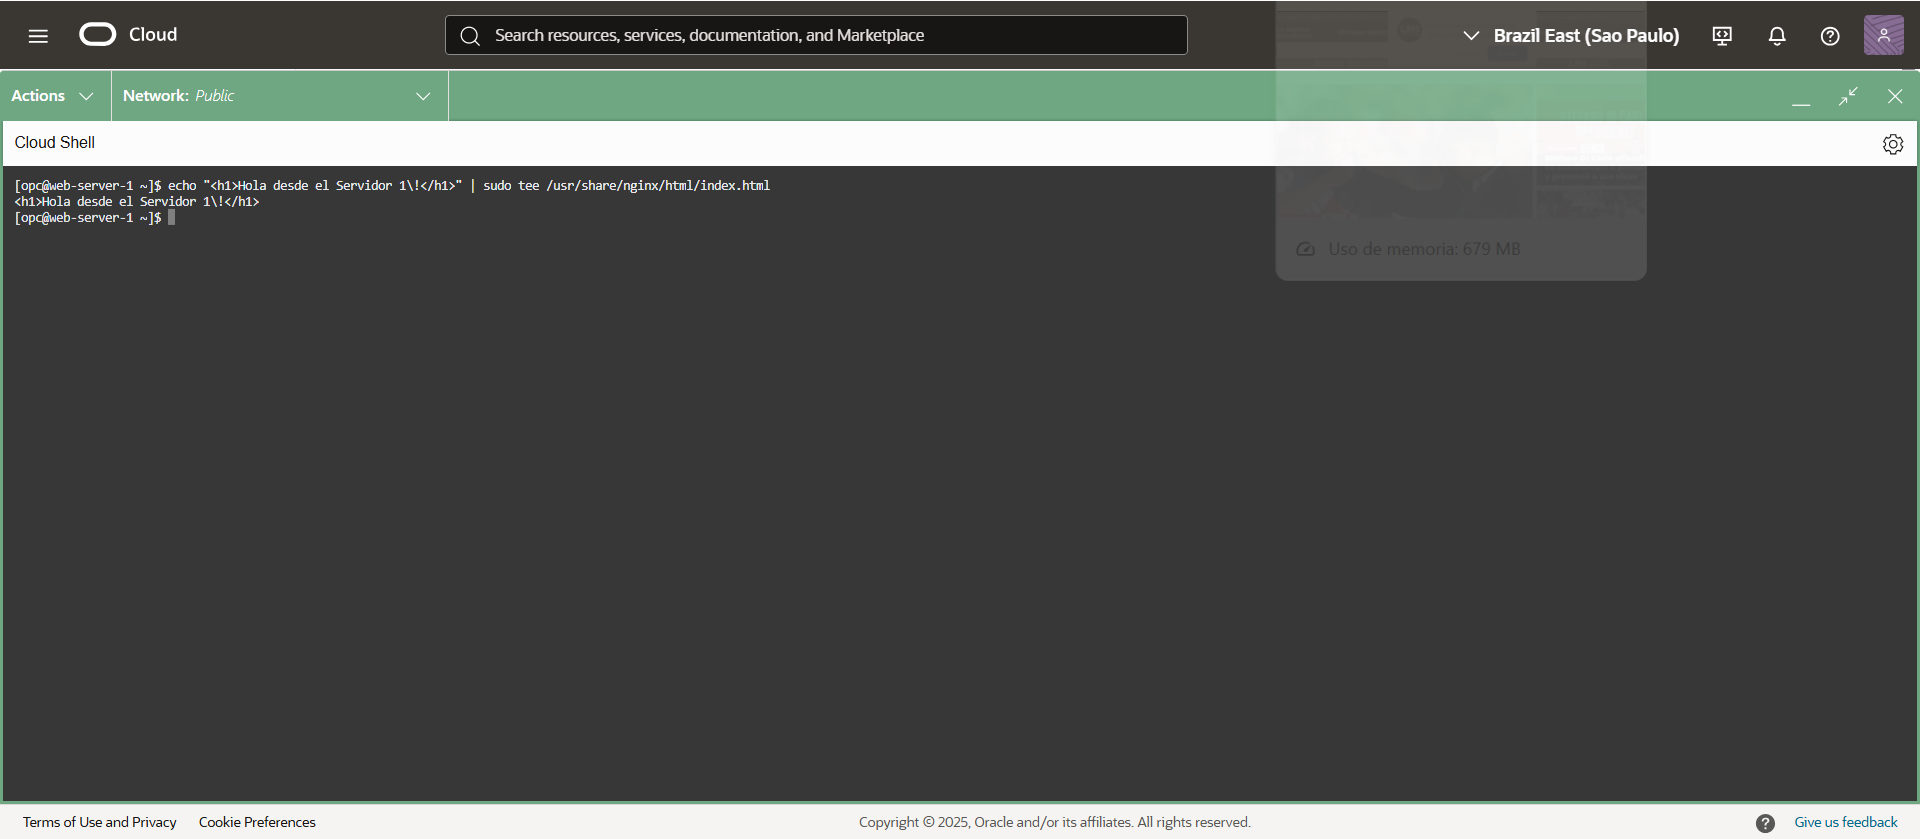 Cloud
Search resources, services, documentation, and Marketplace
Brazil East (Sao Paulo)
Actions
Network: Public
Cloud Shell
[opc@web-server-1 ~]$ echo "<h1>Hola desde el Servidor 1\!</h1>" | sudo tee /usr/share/nginx/html/index.html
<h1>Hola desde el Servidor 1\!</h1>
[opc@web-server-1 ~]$
Uso de memoria: 679 MB
Terms of Use and Privacy
Cookie Preferences
Copyright © 2025, Oracle and/or its affiliates. All rights reserved.
Give us feedback